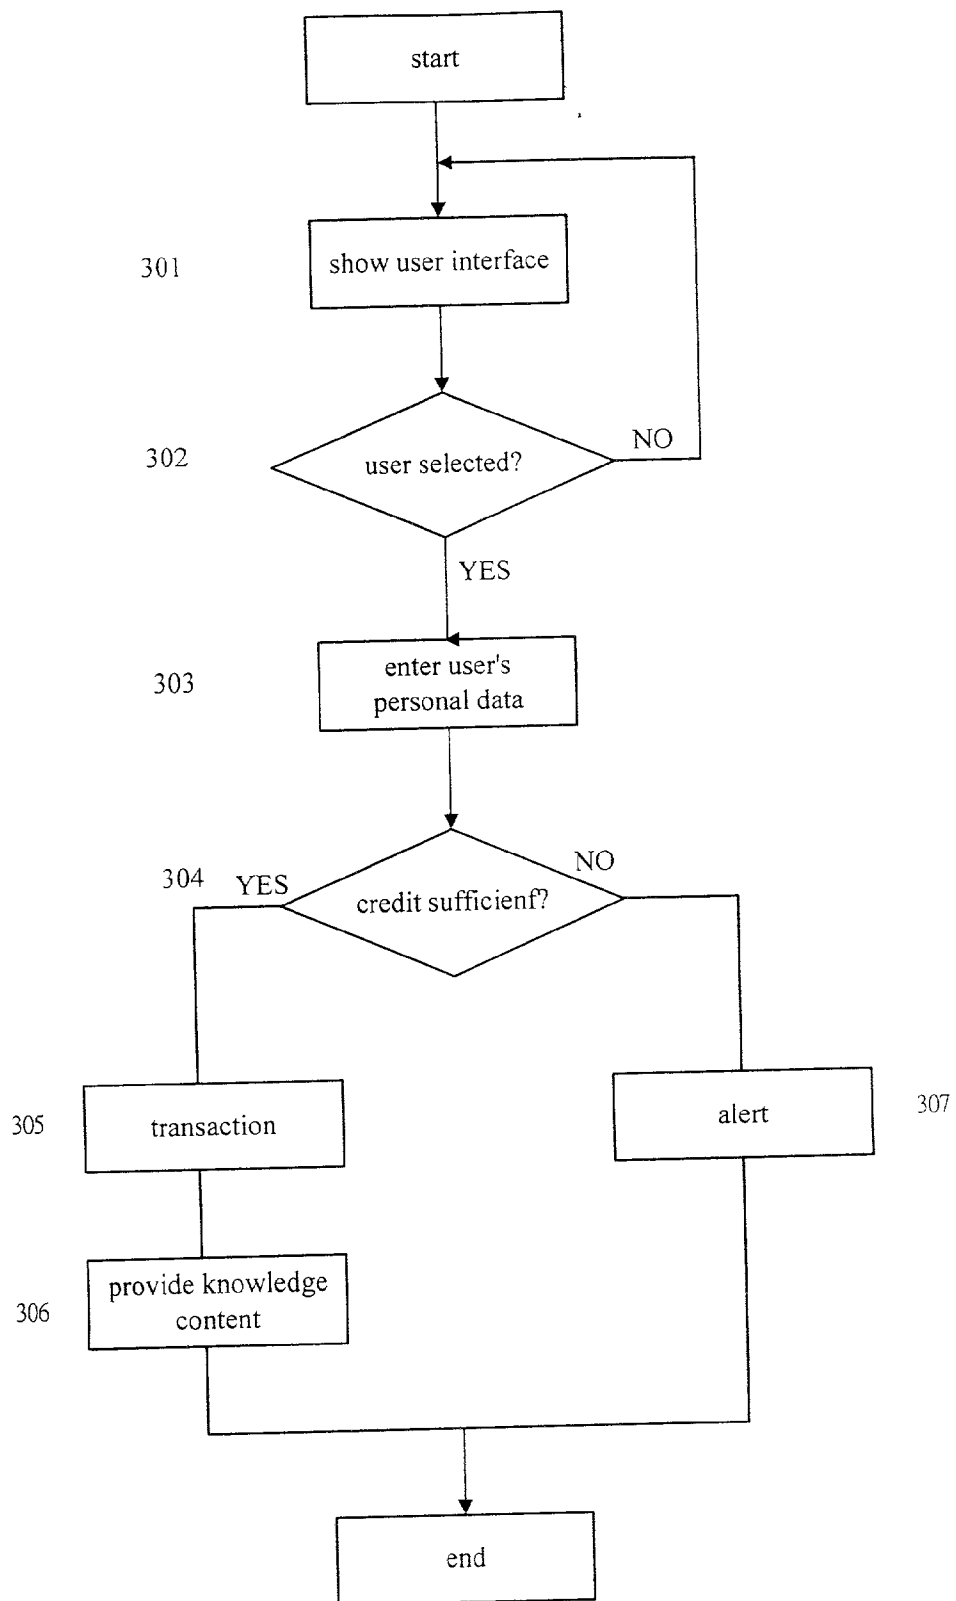 start
301
show user interface
302
user selected?
NO
YES
303
enter user's
personal data
304
YES
NO
credit sufficienf?
305
transaction
alert
307
306
provide knowledge
content
end